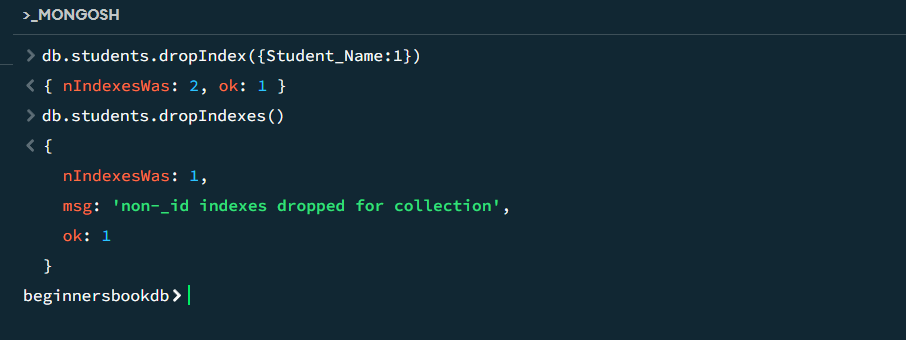 >_MONGOSH
> db.students.dropIndex({Student_Name:1})
< { nIndexesWas: 2, ok: 1 }
> db.students.dropIndexes()
< {
nIndexesWas: 1,
msg: 'non-_id indexes dropped for collection',
ok: 1
}
beginnersbookdb>